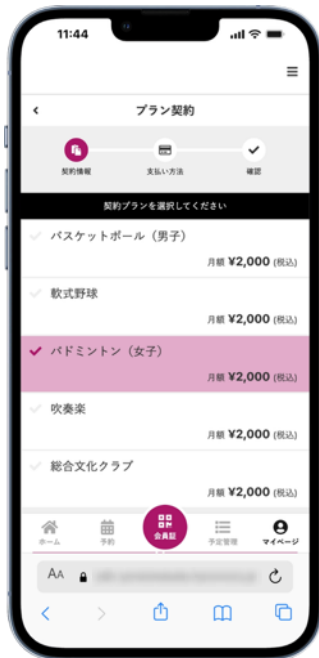 11:44
プラン契約
契約情報
支払い方法
確認
契約プランを選択してください
バスケットボール（男子）
月額 ¥2,000 (税込)
軟式野球
月額 ¥2,000 (税込)
バドミントン（女子）
月額 ¥2,000 (税込)
吹奏楽
月額 ¥2,000 (税込)
総合文化クラブ
月額 ¥2,000 (税込)
ホーム
予約
会員証
予定管理
マイページ
AA